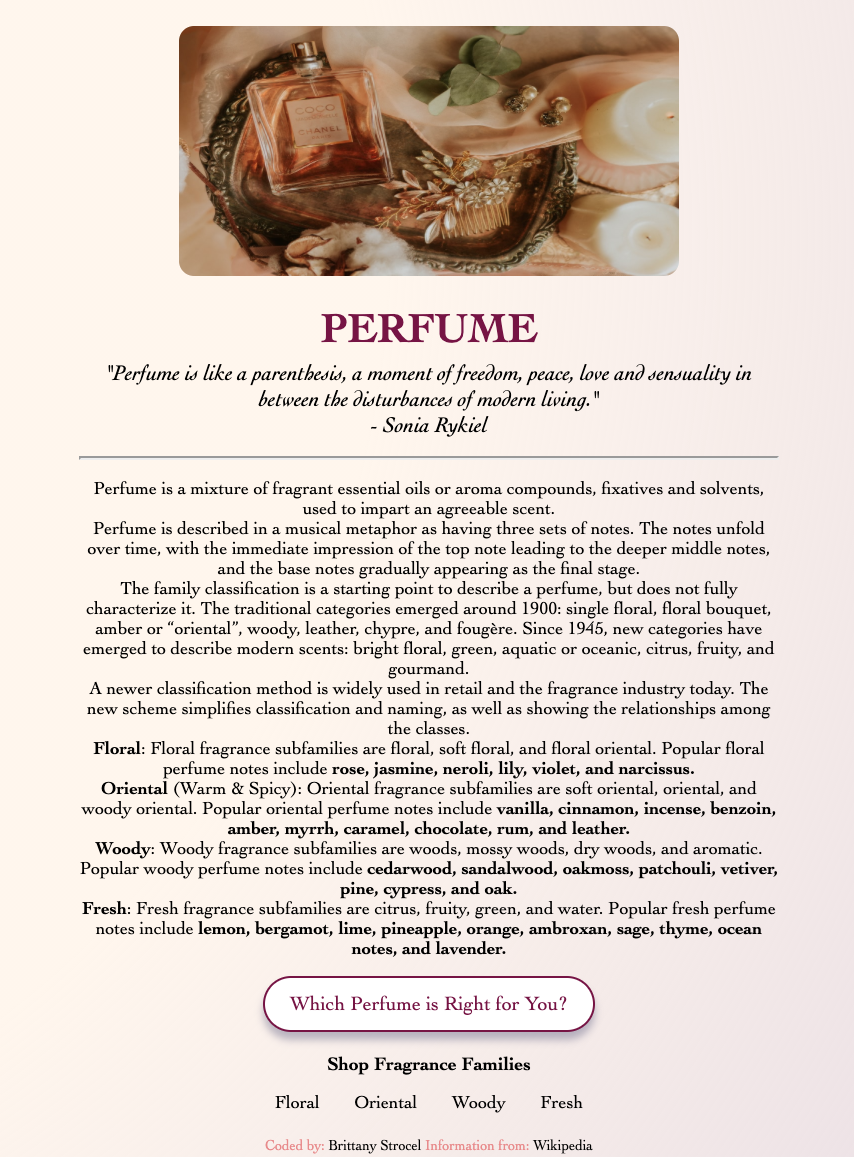 COCO
CHANEL
PERFUME
"Perfume is like a parenthesis, a moment of freedom, peace, love and sensuality in
between the disturbances of modern living."
- Sonia Rykiel
Perfume is a mixture of fragrant essential oils or aroma compounds, fixatives and solvents,
used to impart an agreeable scent.
Perfume is described in a musical metaphor as having three sets of notes. The notes unfold
over time, with the immediate impression of the top note leading to the deeper middle notes,
and the base notes gradually appearing as the final stage.
The family classification is a starting point to describe a perfume, but does not fully
characterize it. The traditional categories emerged around 1900: single floral, floral bouquet,
amber or “oriental”, woody, leather, chypre, and fougère. Since 1945, new categories have
emerged to describe modern scents: bright floral, green, aquatic or oceanic, citrus, fruity, and
gourmand.
A newer classification method is widely used in retail and the fragrance industry today. The
new scheme simplifies classification and naming, as well as showing the relationships among
the classes.
Floral: Floral fragrance subfamilies are floral, soft floral, and floral oriental. Popular floral
perfume notes include rose, jasmine, neroli, lily, violet, and narcissus.
Oriental (Warm & Spicy): Oriental fragrance subfamilies are soft oriental, oriental, and
woody oriental. Popular oriental perfume notes include vanilla, cinnamon, incense, benzoin,
amber, myrrh, caramel, chocolate, rum, and leather.
Woody: Woody fragrance subfamilies are woods, mossy woods, dry woods, and aromatic.
Popular woody perfume notes include cedarwood, sandalwood, oakmoss, patchouli, vetiver,
pine, cypress, and oak.
Fresh: Fresh fragrance subfamilies are citrus, fruity, green, and water. Popular fresh perfume
notes include lemon, bergamot, lime, pineapple, orange, ambroxan, sage, thyme, ocean
notes, and lavender.
Which Perfume is Right for You?
Shop Fragrance Families
Floral Oriental Woody Fresh
Coded by: Brittany Strocel Information from: Wikipedia